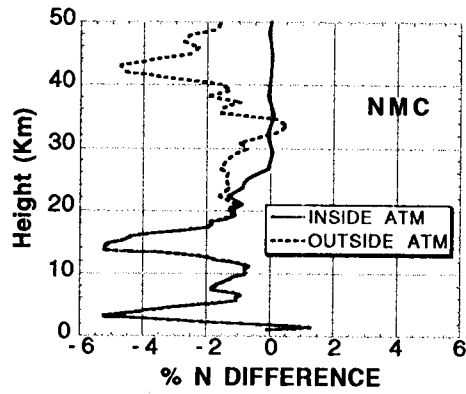 50
40
30
20
10
0
Height (Km)
NMC
INSIDE ATM
OUTSIDE ATM
-6 -4 -2 0 2 4 6
% N DIFFERENCE